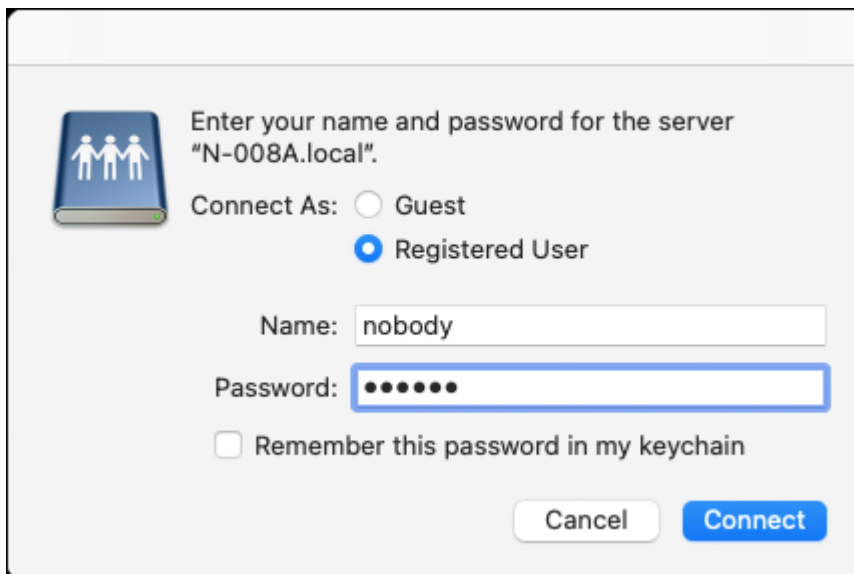 Enter your name and password for the server
“N-008A.local”.
Connect As: Guest
Registered User
Name: nobody
Password: ••••••
Remember this password in my keychain
Cancel Connect